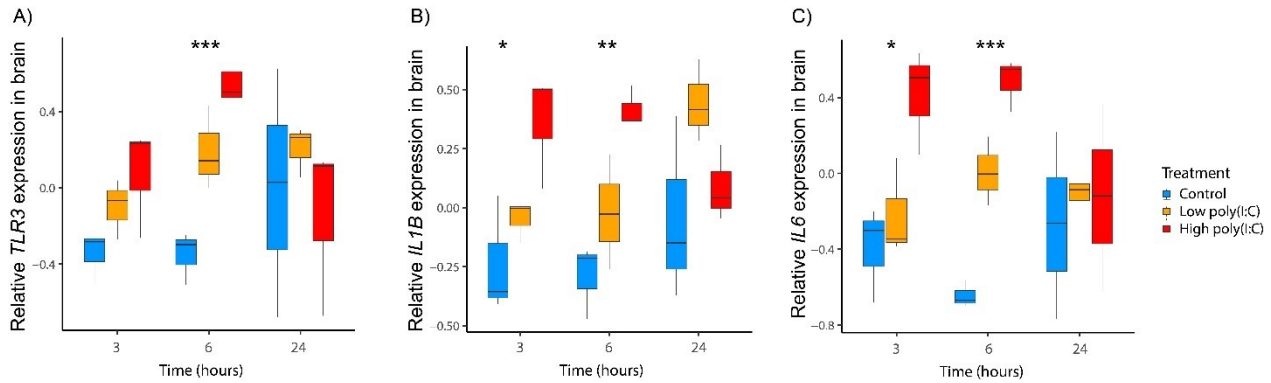 A)
***
Relative TLR3 expression in brain
0.4
0.0
−0.4
3
6
24
Time (hours)
B)
*
**
Relative IL1B expression in brain
0.50
0.25
0.00
−0.25
−0.50
3
6
24
Time (hours)
C)
*
***
Relative IL6 expression in brain
0.4
0.0
−0.4
−0.8
3
6
24
Time (hours)
Treatment
Control
Low poly(I:C)
High poly(I:C)